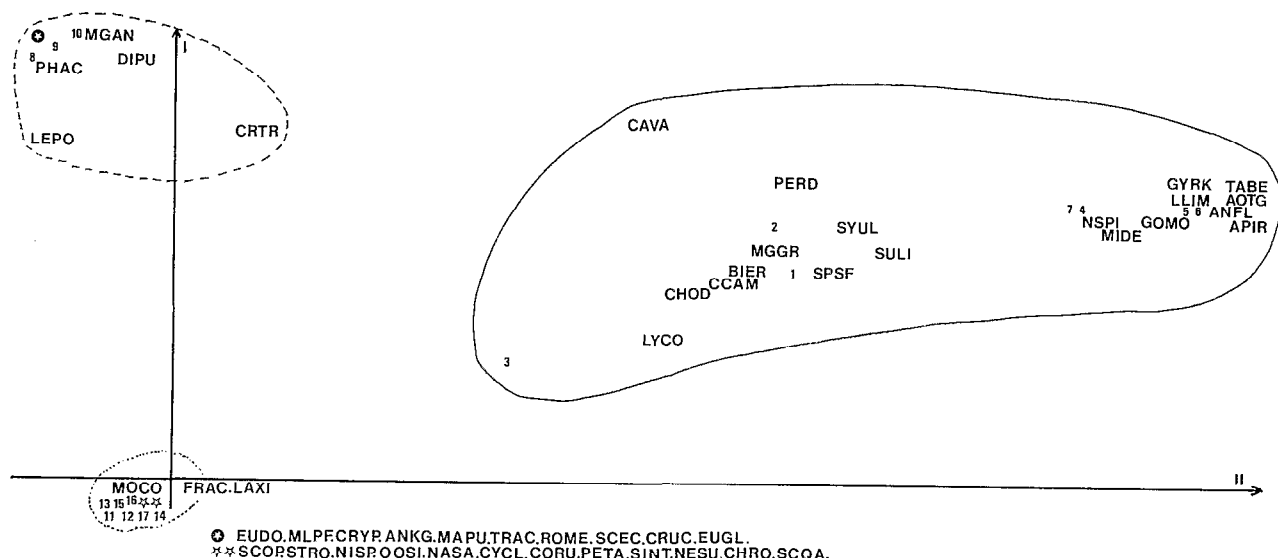 10 MGAN
I
9
DIPU
8
PHAC
LEPO
CRTR
CAVA
PERD
GYRK TABE
LLIM AOTG
7 4 5 6 ANFL
NSPI GOMO APIR
MIDE
2
SYUL
MGGR
SULI
BIER 1 SPSF
CCAM
CHOD
LYCO
3
II
MOCO FRAC.LAXI
13 15 16
11 12 17 14
EUDO.MLPF.CRYP.ANKG.MAPU.TRAC.ROME.SCEC.CRUC.EUGL.
SCOP.STRO.NISP.OOSI.NASA.CYCL.CORU.PETA.SINT.NESU.CHRO.SCQA.